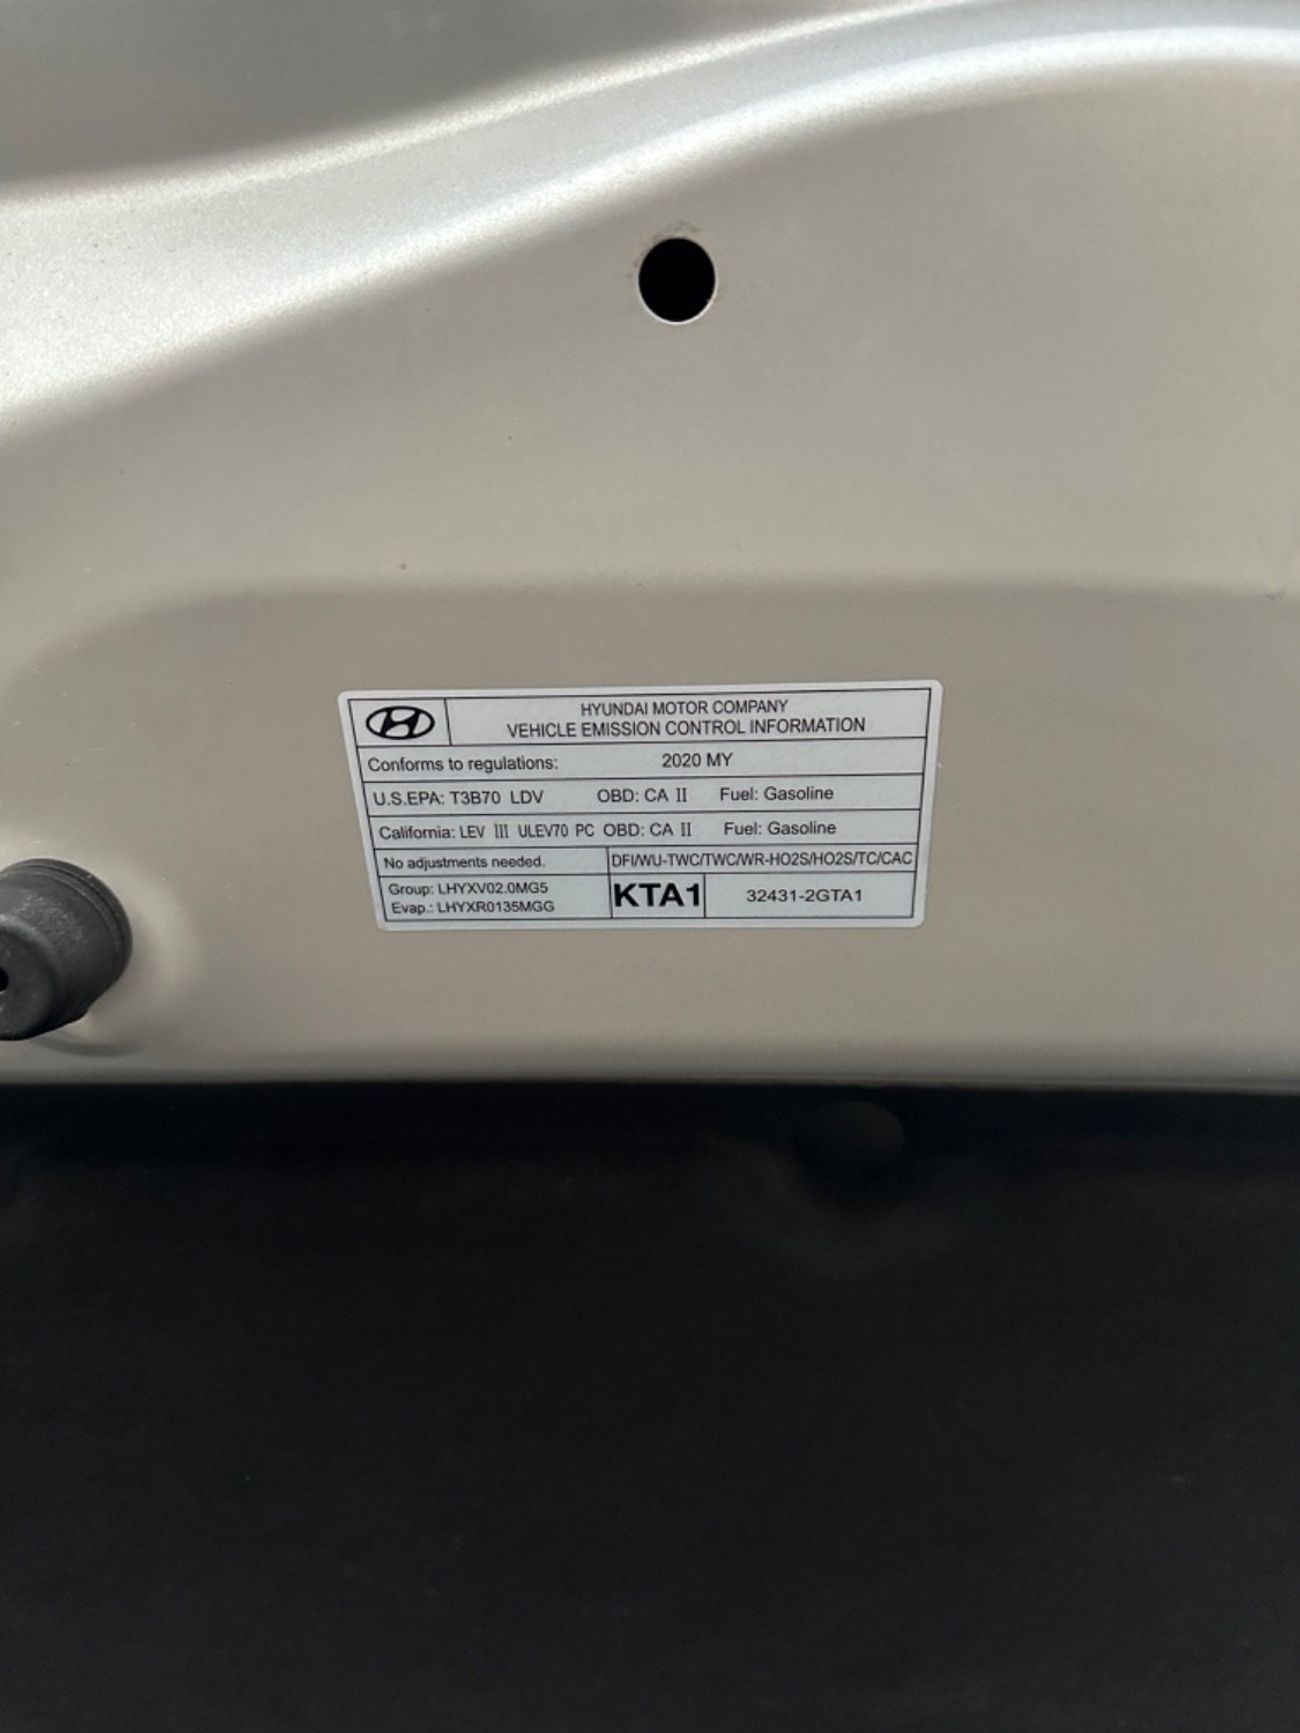 HYUNDAI MOTOR COMPANY
VEHICLE EMISSION CONTROL INFORMATION
Conforms to regulations: 2020 MY
U.S.EPA: T3B70 LDV OBD: CA II Fuel: Gasoline
California: LEV III ULEV70 PC OBD: CA II Fuel: Gasoline
No adjustments needed. DFI/WU-TWC/TWC/WR-HO2S/HO2S/TC/CAC
Group: LHYXV02.0MG5
Evap.: LHYXR0135MGG
KTA1 32431-2GTA1